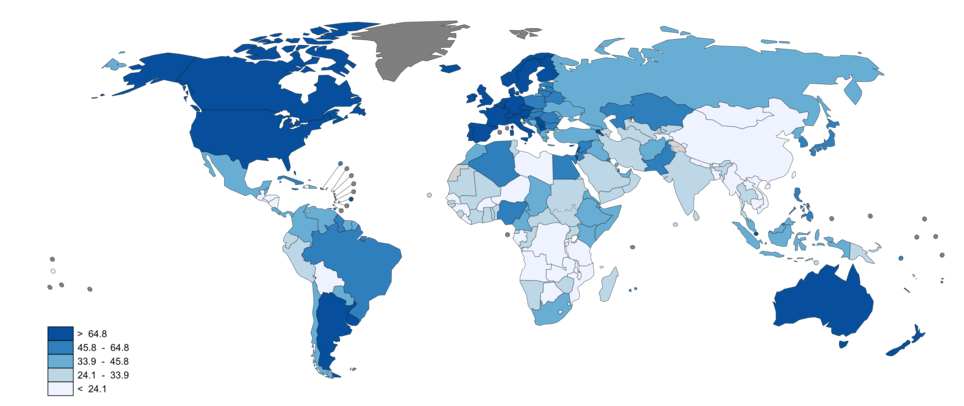 > 64.8
45.8 - 64.8
33.9 - 45.8
24.1 - 33.9
< 24.1